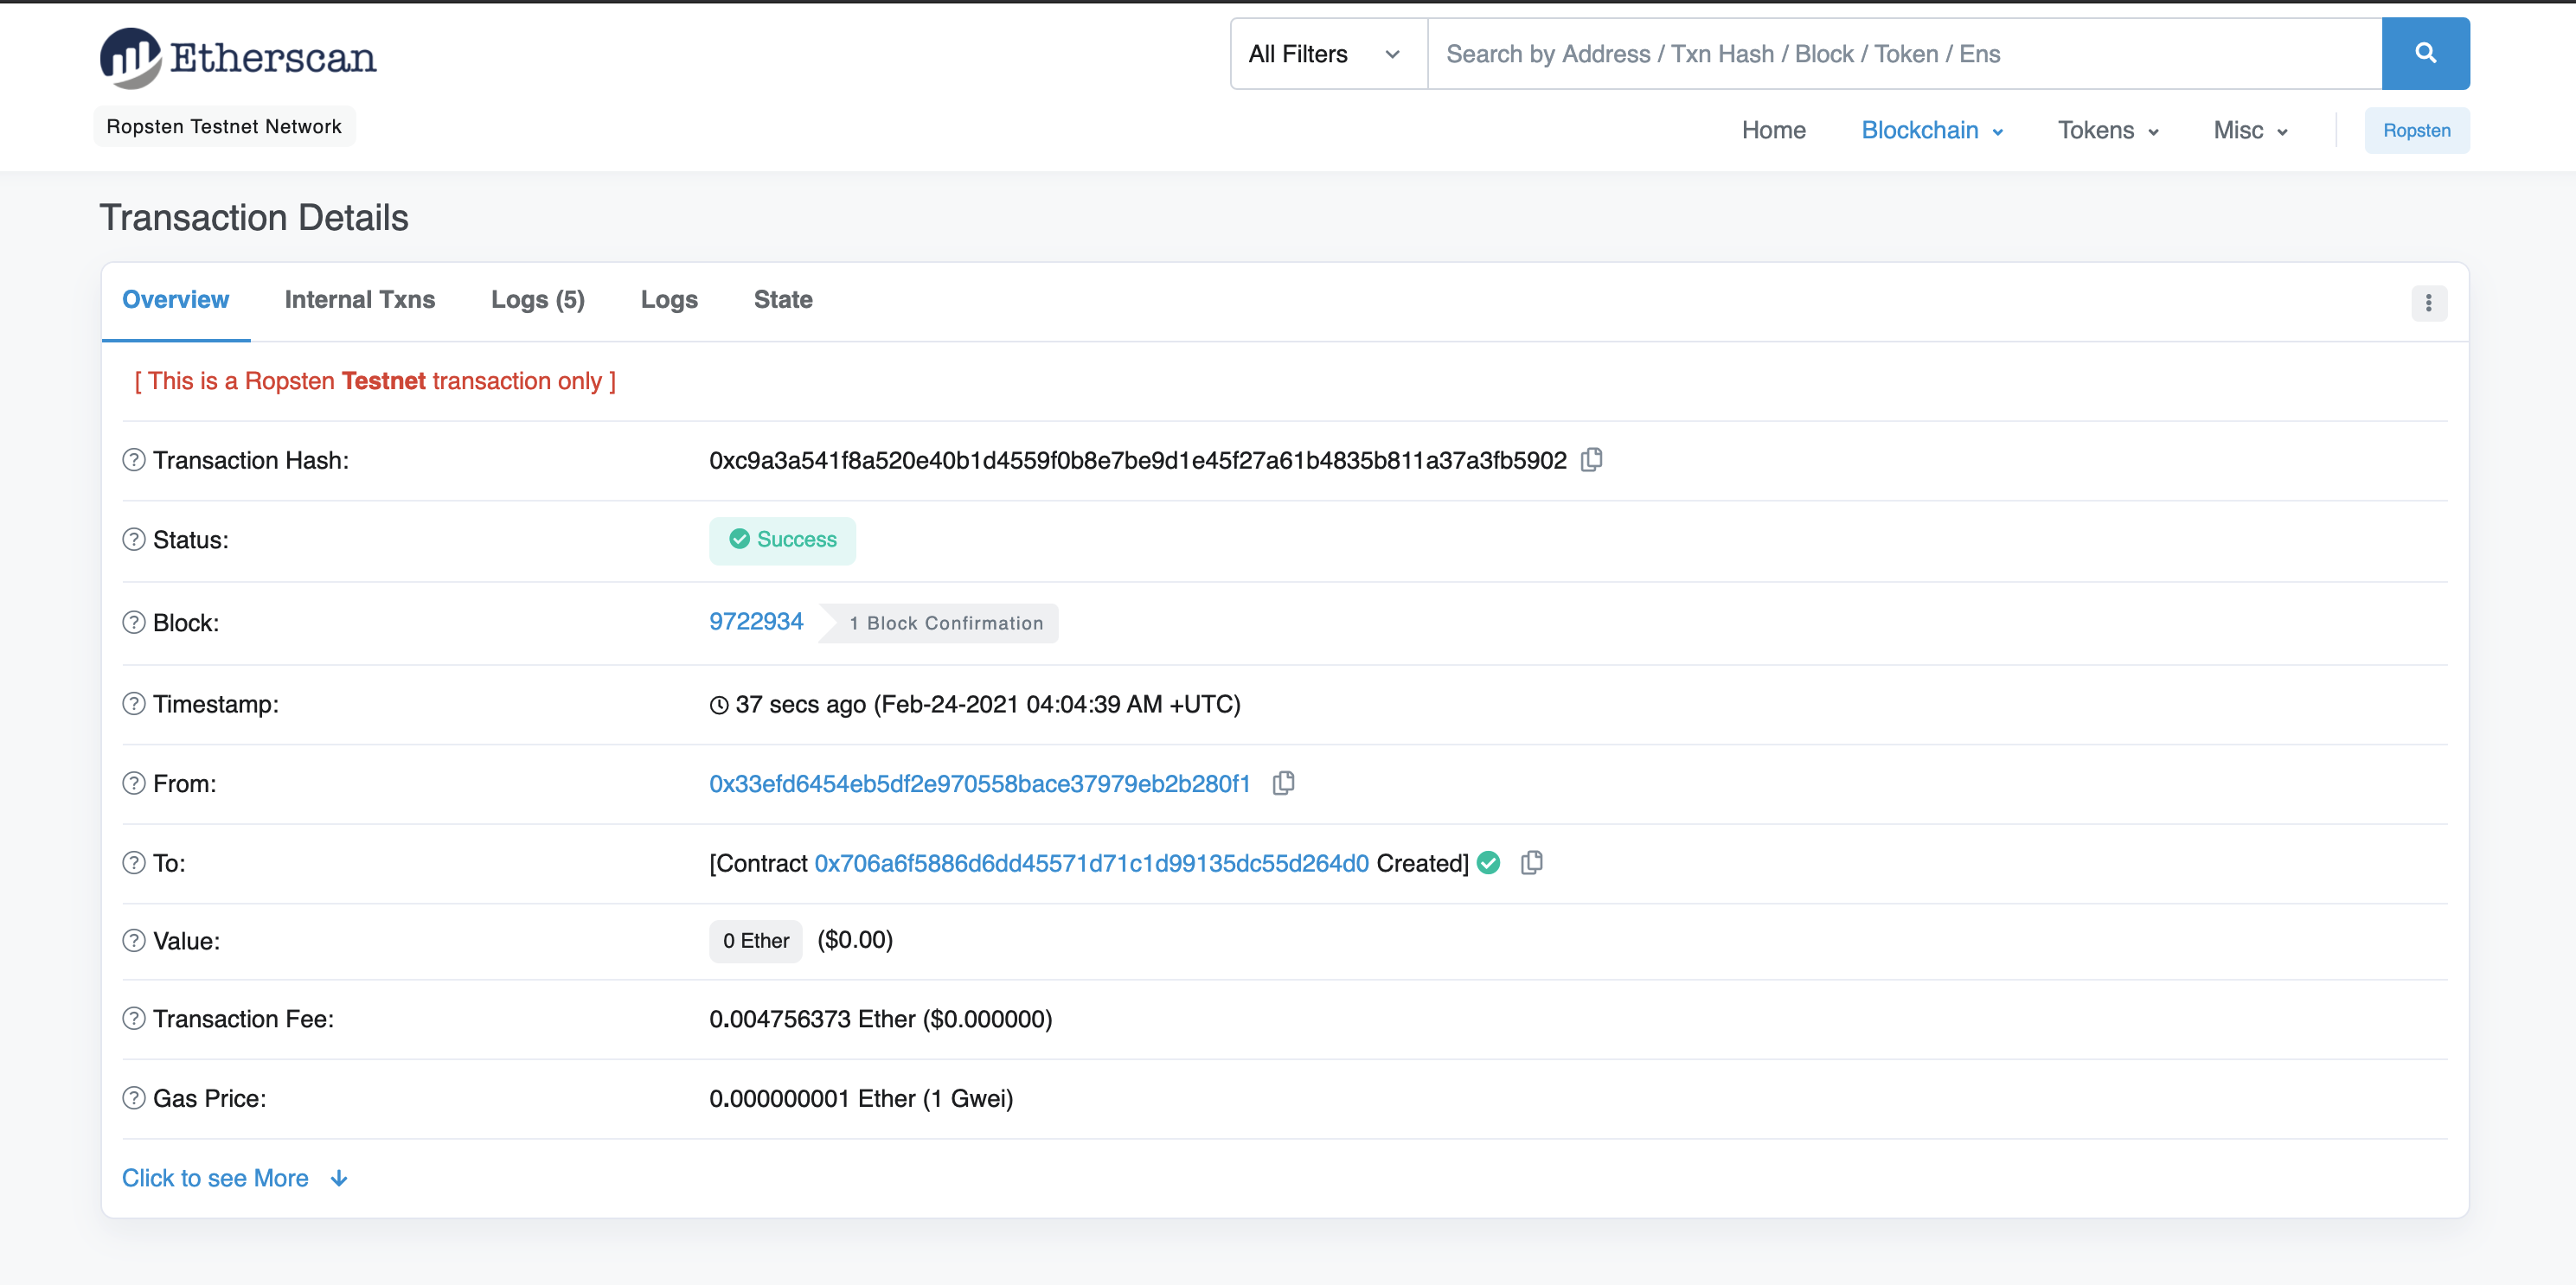 Etherscan
All Filters
Search by Address / Txn Hash / Block / Token / Ens
Ropsten Testnet Network
Home Blockchain Tokens Misc Ropsten
Transaction Details
Overview Internal Txns Logs (5) Logs State
[ This is a Ropsten Testnet transaction only ]
Transaction Hash: 0xc9a3a541f8a520e40b1d4559f0b8e7be9d1e45f27a61b4835b811a37a3fb5902
Status: Success
Block: 9722934 1 Block Confirmation
Timestamp: 37 secs ago (Feb-24-2021 04:04:39 AM +UTC)
From: 0x33efd6454eb5df2e970558bace37979eb2b280f1
To: [Contract 0x706a6f5886d6dd45571d71c1d99135dc55d264d0 Created]
Value: 0 Ether ($0.00)
Transaction Fee: 0.004756373 Ether ($0.000000)
Gas Price: 0.000000001 Ether (1 Gwei)
Click to see More